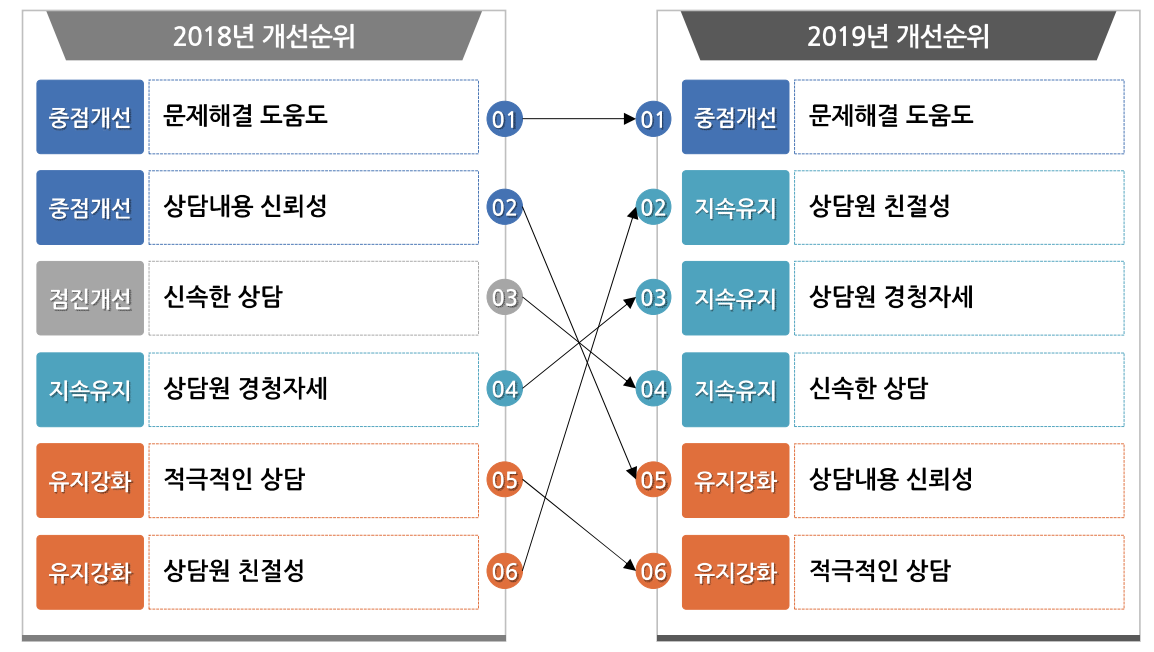 2018년 개선순위
중점개선 문제해결 도움도 01
중점개선 상담내용 신뢰성 02
점진개선 신속한 상담 03
지속유지 상담원 경청자세 04
유지강화 적극적인 상담 05
유지강화 상담원 친절성 06
2019년 개선순위
01 중점개선 문제해결 도움도
02 지속유지 상담원 친절성
03 지속유지 상담원 경청자세
04 지속유지 신속한 상담
05 유지강화 상담내용 신뢰성
06 유지강화 적극적인 상담